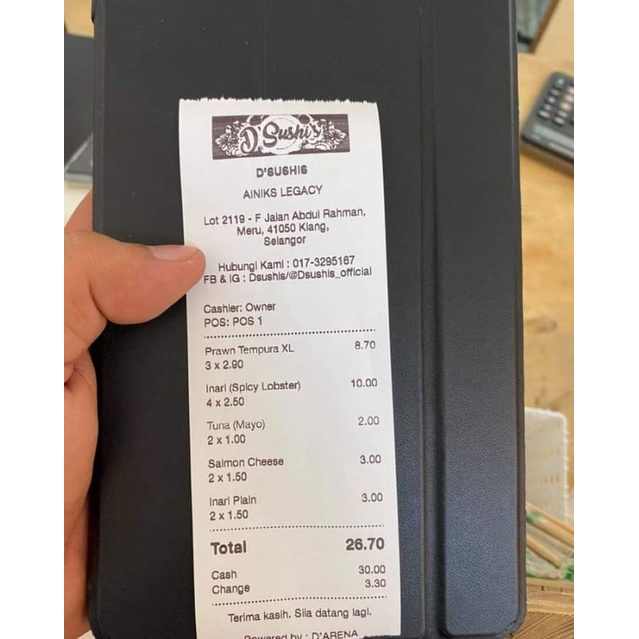 D'Sushi's
D'SUSHIS
AINIKS LEGACY
Lot 2119 - F Jalan Abdul Rahman,
Meru, 41050 Klang,
Selangor
Hubungi Kami : 017-3295167
FB & IG : Dsushis/@Dsushis_official
Cashier: Owner
POS: POS 1
Prawn Tempura XL 8.70
3 x 2.90
Inari (Spicy Lobster) 10.00
4 x 2.50
Tuna (Mayo) 2.00
2 x 1.00
Salmon Cheese 3.00
2 x 1.50
Inari Plain 3.00
2 x 1.50
Total 26.70
Cash 30.00
Change 3.30
Terima kasih. Sila datang lagi.
Powered by : D'ARENA